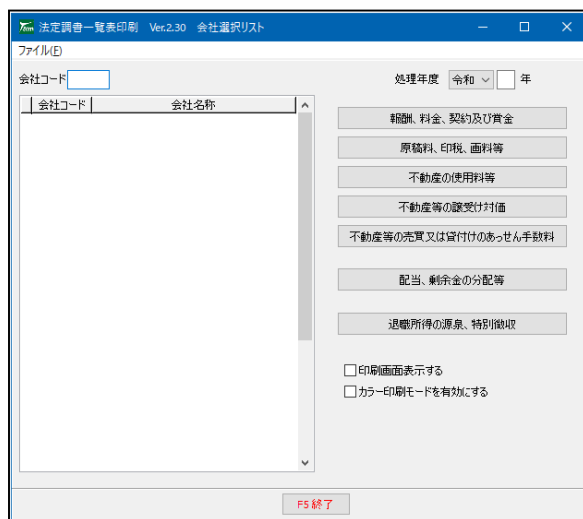 法定調書一覧表印刷 Ver.2.30 会社選択リスト
ファイル(F)
会社コード
処理年度 令和 年
会社コード 会社名称
報酬、料金、契約及び賞金
原稿料、印税、画料等
不動産の使用料等
不動産等の譲受け対価
不動産等の売買又は貸付けのあっせん手数料
配当、剰余金の分配等
退職所得の源泉、特別徴収
印刷画面表示する
カラー印刷モードを有効にする
F5 終了